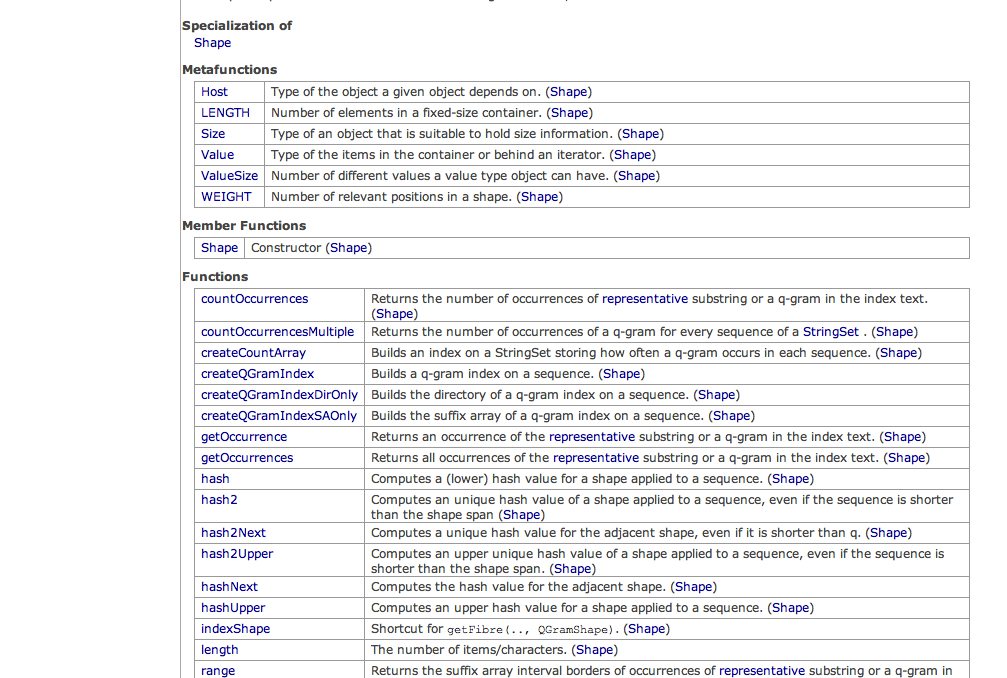 Specialization of
Shape
Metafunctions
Host Type of the object a given object depends on. (Shape)
LENGTH Number of elements in a fixed-size container. (Shape)
Size Type of an object that is suitable to hold size information. (Shape)
Value Type of the items in the container or behind an iterator. (Shape)
ValueSize Number of different values a value type object can have. (Shape)
WEIGHT Number of relevant positions in a shape. (Shape)
Member Functions
Shape Constructor (Shape)
Functions
countOccurrences Returns the number of occurrences of representative substring or a q-gram in the index text.
(Shape)
countOccurrencesMultiple Returns the number of occurrences of a q-gram for every sequence of a StringSet . (Shape)
createCountArray Builds an index on a StringSet storing how often a q-gram occurs in each sequence. (Shape)
createQGramIndex Builds a q-gram index on a sequence. (Shape)
createQGramIndexDirOnly Builds the directory of a q-gram index on a sequence. (Shape)
createQGramIndexSAOnly Builds the suffix array of a q-gram index on a sequence. (Shape)
getOccurrence Returns an occurrence of the representative substring or a q-gram in the index text. (Shape)
getOccurrences Returns all occurrences of the representative substring or a q-gram in the index text. (Shape)
hash Computes a (lower) hash value for a shape applied to a sequence. (Shape)
hash2 Computes an unique hash value of a shape applied to a sequence, even if the sequence is shorter
than the shape span (Shape)
hash2Next Computes a unique hash value for the adjacent shape, even if it is shorter than q. (Shape)
hash2Upper Computes an upper unique hash value of a shape applied to a sequence, even if the sequence is
shorter than the shape span. (Shape)
hashNext Computes the hash value for the adjacent shape. (Shape)
hashUpper Computes an upper hash value for a shape applied to a sequence. (Shape)
indexShape Shortcut for getFibre(.., QGramShape). (Shape)
length The number of items/characters. (Shape)
range Returns the suffix array interval borders of occurrences of representative substring or a q-gram in